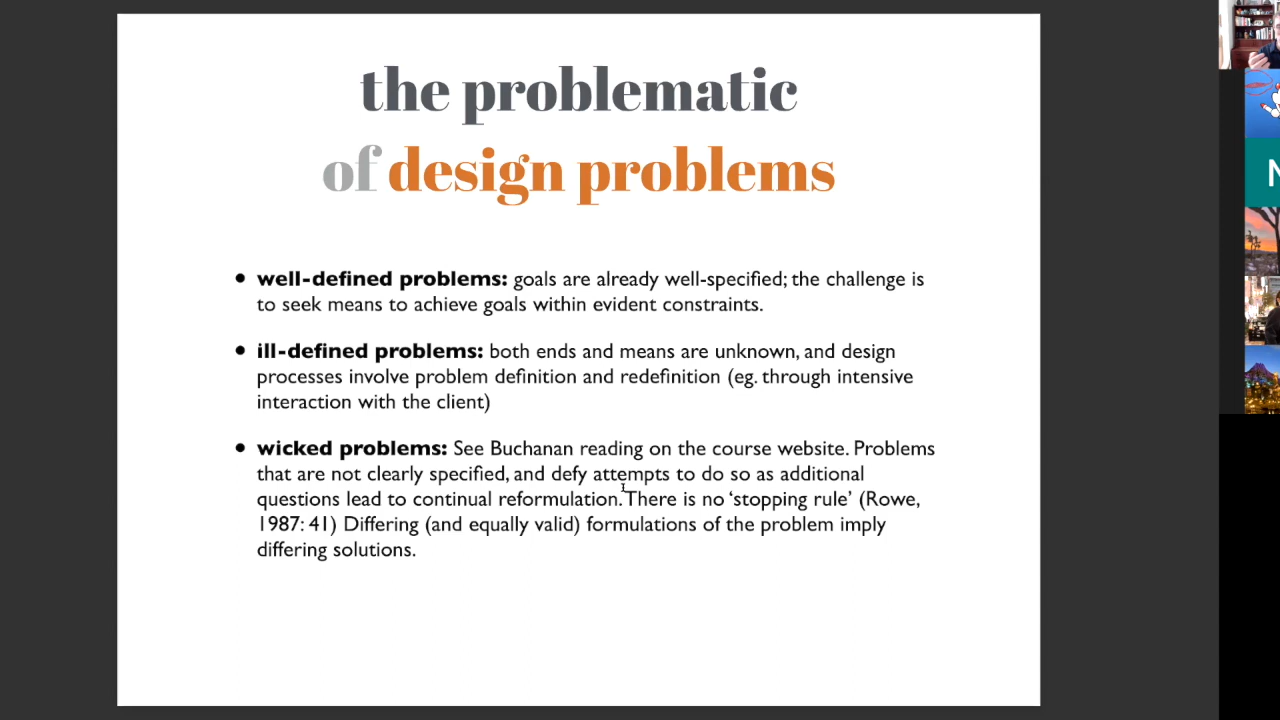 the problematic
of design problems
• well-defined problems: goals are already well-specified; the challenge is
to seek means to achieve goals within evident constraints.
• ill-defined problems: both ends and means are unknown, and design
processes involve problem definition and redefinition (eg. through intensive
interaction with the client)
• wicked problems: See Buchanan reading on the course website. Problems
that are not clearly specified, and defy attempts to do so as additional
questions lead to continual reformulation. There is no ‘stopping rule’ (Rowe,
1987: 41) Differing (and equally valid) formulations of the problem imply
differing solutions.
N